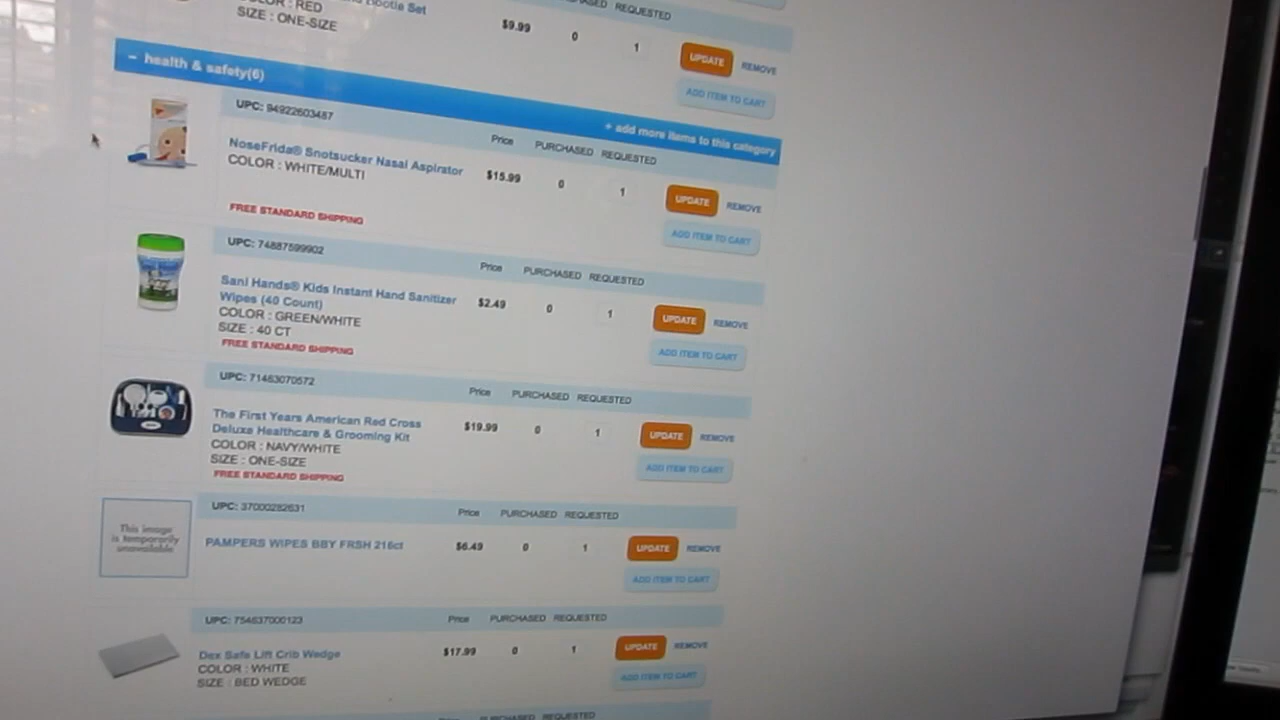 Bootie Set
COLOR : RED
SIZE : ONE-SIZE
$9.99 0 REQUESTED 1 UPDATE REMOVE
ADD ITEM TO CART
– health & safety(6)
+ add more items to this category
UPC: 94922603487
Price PURCHASED REQUESTED
NoseFrida® Snotsucker Nasal Aspirator
COLOR : WHITE/MULTI
$15.99 0 1 UPDATE REMOVE
FREE STANDARD SHIPPING
ADD ITEM TO CART
UPC: 74887599902
Price PURCHASED REQUESTED
Sani Hands® Kids Instant Hand Sanitizer
Wipes (40 Count)
COLOR : GREEN/WHITE
SIZE : 40 CT
$2.49 0 1 UPDATE REMOVE
FREE STANDARD SHIPPING
ADD ITEM TO CART
UPC: 71463070572
Price PURCHASED REQUESTED
The First Years American Red Cross
Deluxe Healthcare & Grooming Kit
COLOR : NAVY/WHITE
SIZE : ONE-SIZE
$19.99 0 1 UPDATE REMOVE
FREE STANDARD SHIPPING
ADD ITEM TO CART
UPC: 37000282631
Price PURCHASED REQUESTED
This image
is temporarily
unavailable
PAMPERS WIPES BBY FRSH 216ct
$6.49 0 1 UPDATE REMOVE
ADD ITEM TO CART
UPC: 754637000123
Price PURCHASED REQUESTED
Dex Safe Lift Crib Wedge
COLOR : WHITE
SIZE : BED WEDGE
$17.99 0 1 UPDATE REMOVE
ADD ITEM TO CART
Price PURCHASED REQUESTED